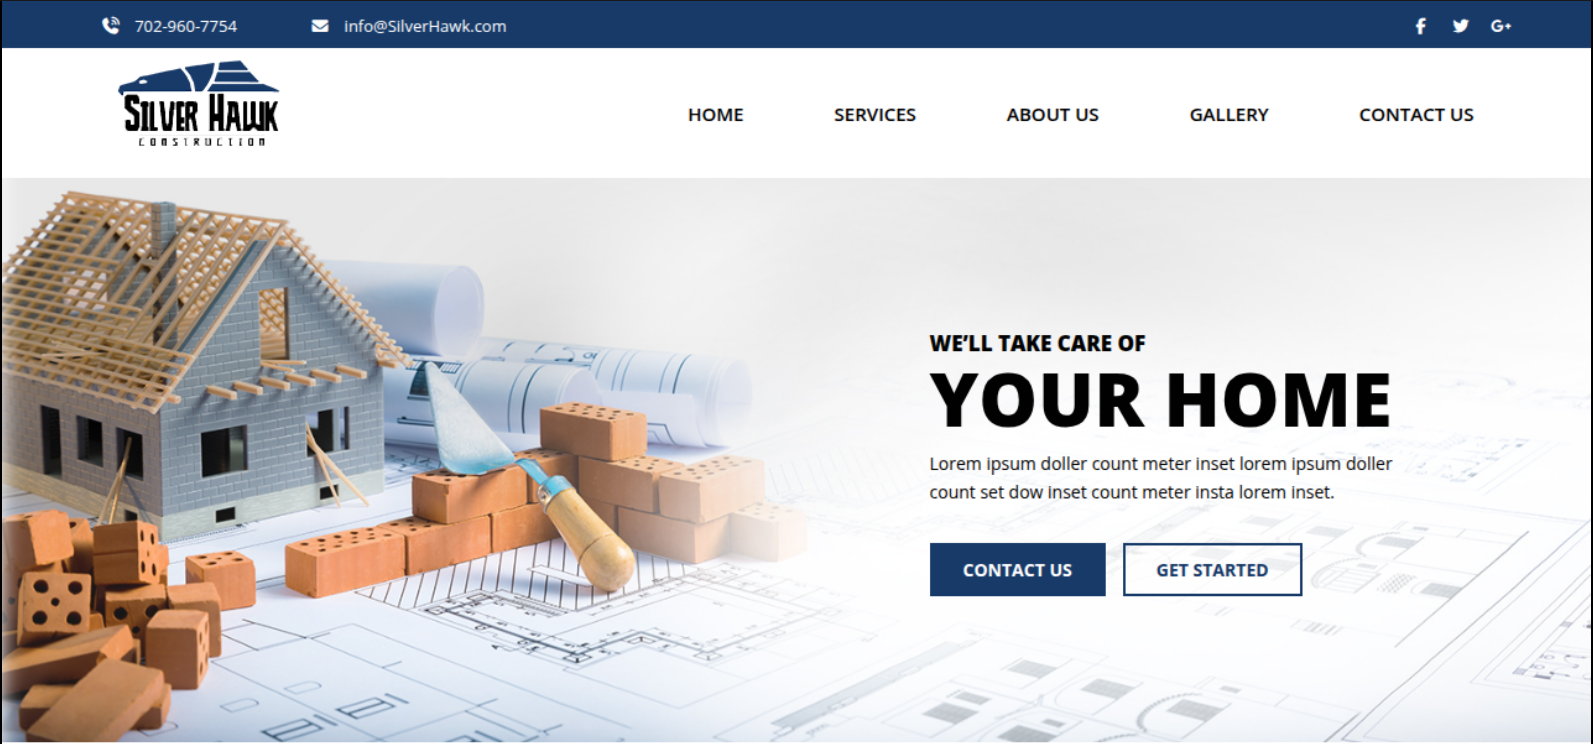 702-960-7754 info@SilverHawk.com G+
SILVER HAWK
CONSTRUCTION
HOME SERVICES ABOUT US GALLERY CONTACT US
WE'LL TAKE CARE OF
YOUR HOME
Lorem ipsum doller count meter inset lorem ipsum doller
count set dow inset count meter insta lorem inset.
CONTACT US GET STARTED